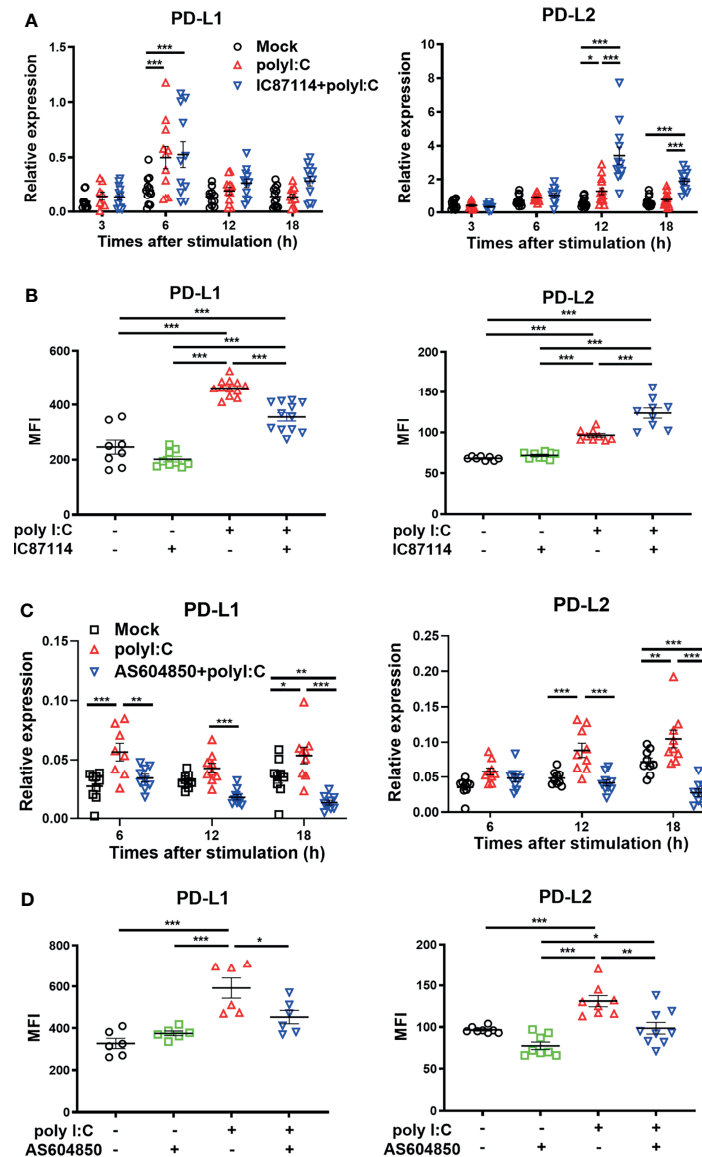 A
PD-L1
PD-L2
Mock
polyI:C
IC87114+polyI:C
Relative expression
1.5
1.0
0.5
0.0
*** 
***
3 6 12 18
Times after stimulation (h)
Relative expression
10
8
6
4
2
0
***
* ***
***
***
3 6 12 18
Times after stimulation (h)
B
PD-L1
PD-L2
***
***
***
*** ***
MFI
600
400
200
0
poly I:C - - + +
IC87114 - + - +
***
***
***
*** ***
MFI
200
150
100
50
0
poly I:C - - + +
IC87114 - + - +
C
PD-L1
PD-L2
Mock
polyI:C
AS604850+polyI:C
Relative expression
0.15
0.10
0.05
0.00
*** **
***
**
* ***
6 12 18
Times after stimulation (h)
Relative expression
0.25
0.20
0.15
0.10
0.05
0.00
*** ***
***
** ***
6 12 18
Times after stimulation (h)
D
PD-L1
PD-L2
***
*** *
MFI
800
600
400
200
0
poly I:C - - + +
AS604850 - + - +
***
*
*** **
MFI
200
150
100
50
0
poly I:C - - + +
AS604850 - + - +